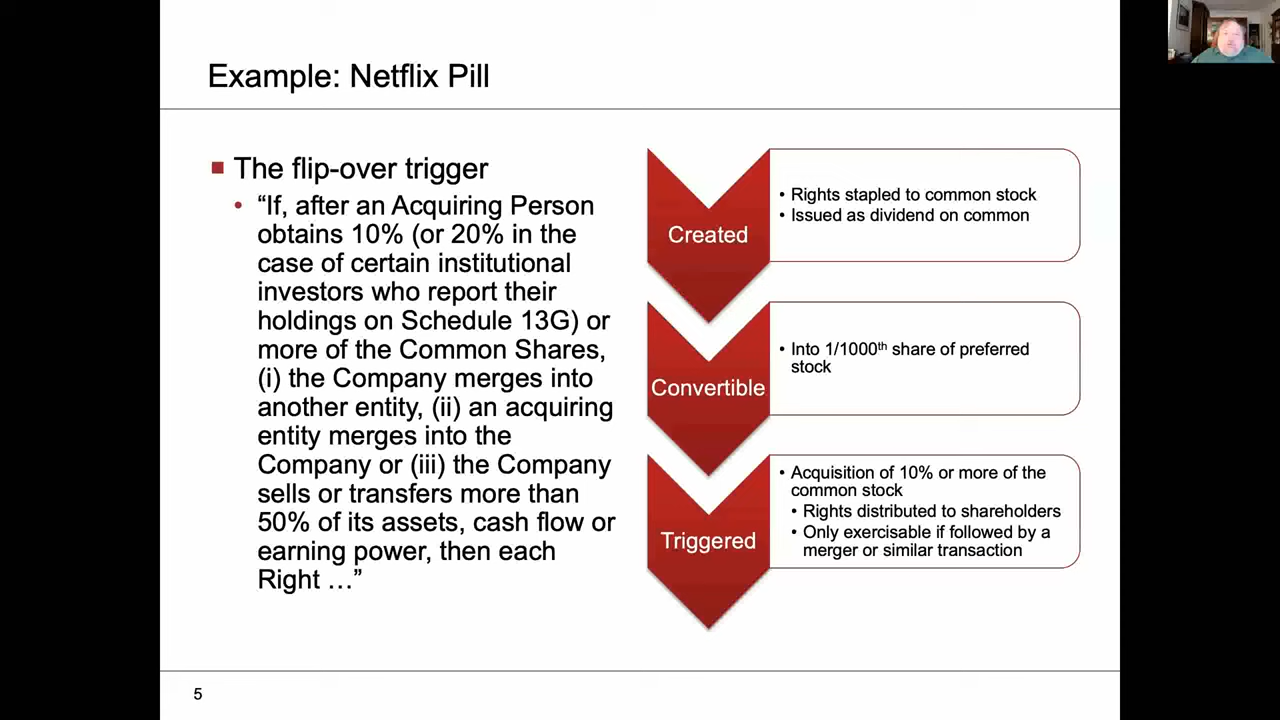 Example: Netflix Pill
■ The flip-over trigger
• “If, after an Acquiring Person
obtains 10% (or 20% in the
case of certain institutional
investors who report their
holdings on Schedule 13G) or
more of the Common Shares,
(i) the Company merges into
another entity, (ii) an acquiring
entity merges into the
Company or (iii) the Company
sells or transfers more than
50% of its assets, cash flow or
earning power, then each
Right …”
Created
• Rights stapled to common stock
• Issued as dividend on common
Convertible
• Into 1/1000th share of preferred
stock
Triggered
• Acquisition of 10% or more of the
common stock
• Rights distributed to shareholders
• Only exercisable if followed by a
merger or similar transaction
5